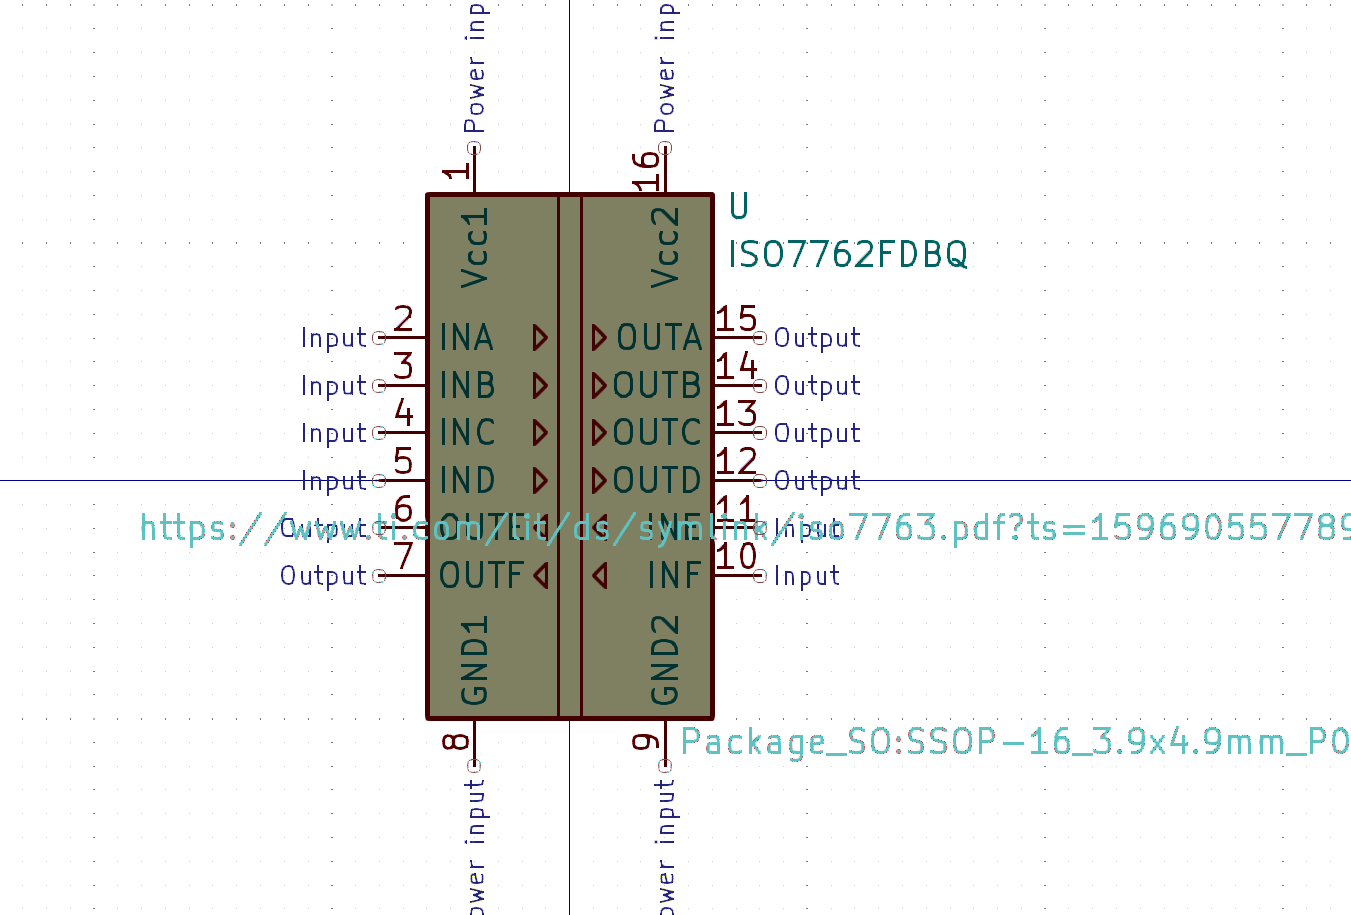 Power inp
Power inp
1
16
U
Vcc1
Vcc2
ISO7762FDBQ
Input 2 INA OUTA 15 Output
Input 3 INB OUTB 14 Output
Input 4 INC OUTC 13 Output
Input 5 IND OUTD 12 Output
Output 6 OUTE INE 11 Input
https://www.ti.com/lit/ds/symlink/iso7763.pdf?ts=159690557789
Output 7 OUTF INF 10 Input
GND1
GND2
8
9
Package_SO:SSOP-16_3.9x4.9mm_P0
ower input
ower input